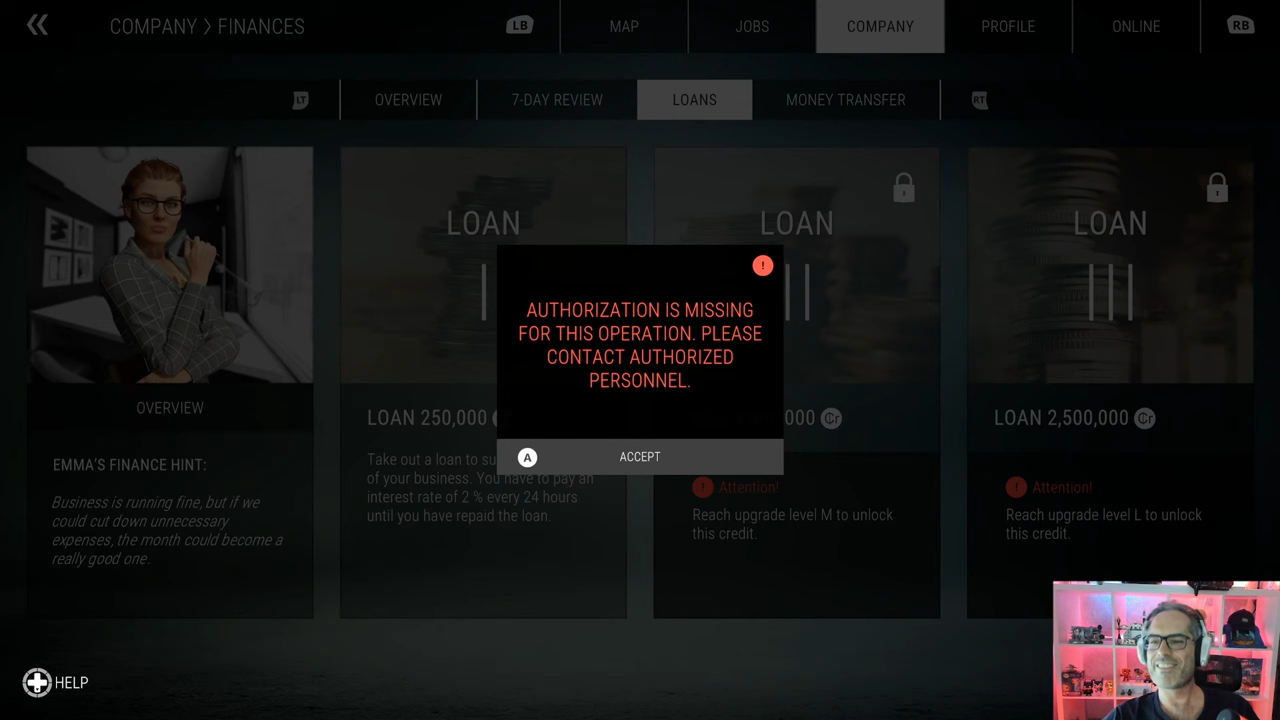 COMPANY > FINANCES
LB
MAP
JOBS
COMPANY
PROFILE
ONLINE
RB
LT
OVERVIEW
7-DAY REVIEW
LOANS
MONEY TRANSFER
RT
LOAN
LOAN
LOAN
AUTHORIZATION IS MISSING
FOR THIS OPERATION. PLEASE
CONTACT AUTHORIZED
PERSONNEL.
A
ACCEPT
OVERVIEW
EMMA'S FINANCE HINT:
Business is running fine, but if we
could cut down unnecessary
expenses, the month could become a
really good one.
LOAN 250,000
Take out a loan to
of your business. You have to pay an
interest rate of 2 % every 24 hours
until you have repaid the loan.
Attention!
Reach upgrade level M to unlock
this credit.
LOAN 2,500,000 Cr
Attention!
Reach upgrade level L to unlock
this credit.
HELP